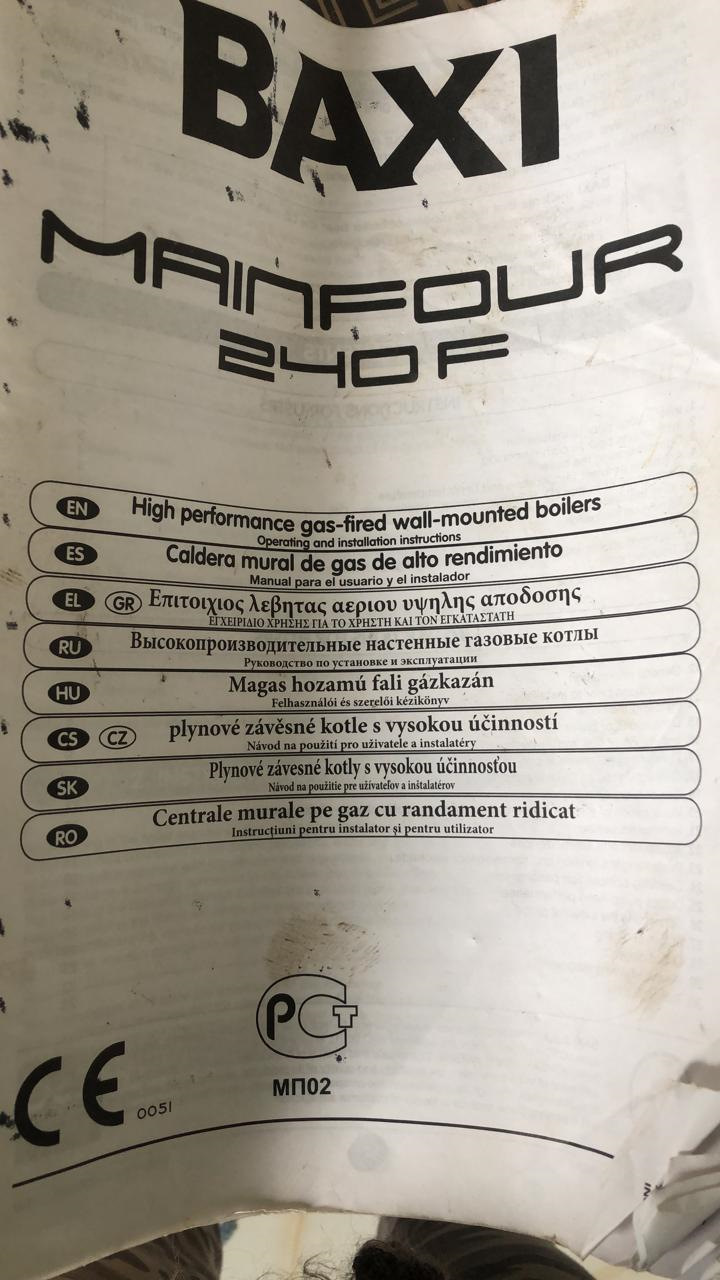 BAXI
MAINFOUR
240 F
EN High performance gas-fired wall-mounted boilers
Operating and installation instructions
ES Caldera mural de gas de alto rendimiento
Manual para el usuario y el instalador
EL GR Επιτοιχιος λεβητας αεριου υψηλης αποδοσης
ΕΓΧΕΙΡΙΔΙΟ ΧΡΗΣΗΣ ΓΙΑ ΤΟ ΧΡΗΣΤΗ ΚΑΙ ΤΟΝ ΕΓΚΑΤΑΣΤΑΤΗ
RU Высокопроизводительные настенные газовые котлы
Руководство по установке и эксплуатации
HU Magas hozamú fali gázkazán
Felhasználói és szerelői kézikönyv
CS CZ plynové závěsné kotle s vysokou účinností
Návod na použití pro uživatele a instalatéry
SK Plynové závesné kotly s vysokou účinnosťou
Návod na použitie pre užívateľov a inštalatérov
RO Centrale murale pe gaz cu randament ridicat
Instrucţiuni pentru instalator şi pentru utilizator
РСТ
МП02
CE 0051